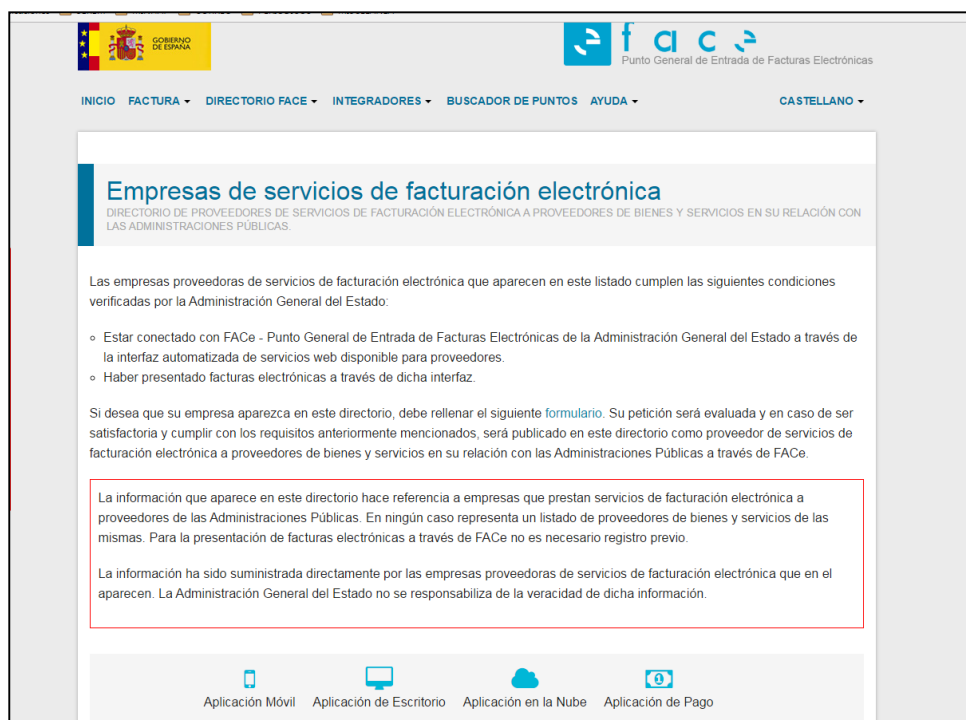 GOBIERNO
DE ESPAÑA
face
Punto General de Entrada de Facturas Electrónicas
INICIO FACTURA DIRECTORIO FACE INTEGRADORES BUSCADOR DE PUNTOS AYUDA CASTELLANO
Empresas de servicios de facturación electrónica
DIRECTORIO DE PROVEEDORES DE SERVICIOS DE FACTURACIÓN ELECTRÓNICA A PROVEEDORES DE BIENES Y SERVICIOS EN SU RELACIÓN CON
LAS ADMINISTRACIONES PÚBLICAS.
Las empresas proveedoras de servicios de facturación electrónica que aparecen en este listado cumplen las siguientes condiciones
verificadas por la Administración General del Estado:
Estar conectado con FACe - Punto General de Entrada de Facturas Electrónicas de la Administración General del Estado a través de
la interfaz automatizada de servicios web disponible para proveedores.
Haber presentado facturas electrónicas a través de dicha interfaz.
Si desea que su empresa aparezca en este directorio, debe rellenar el siguiente formulario. Su petición será evaluada y en caso de ser
satisfactoria y cumplir con los requisitos anteriormente mencionados, será publicado en este directorio como proveedor de servicios de
facturación electrónica a proveedores de bienes y servicios en su relación con las Administraciones Públicas a través de FACe.
La información que aparece en este directorio hace referencia a empresas que prestan servicios de facturación electrónica a
proveedores de las Administraciones Públicas. En ningún caso representa un listado de proveedores de bienes y servicios de las
mismas. Para la presentación de facturas electrónicas a través de FACe no es necesario registro previo.
La información ha sido suministrada directamente por las empresas proveedoras de servicios de facturación electrónica que en el
aparecen. La Administración General del Estado no se responsabiliza de la veracidad de dicha información.
Aplicación Móvil Aplicación de Escritorio Aplicación en la Nube Aplicación de Pago